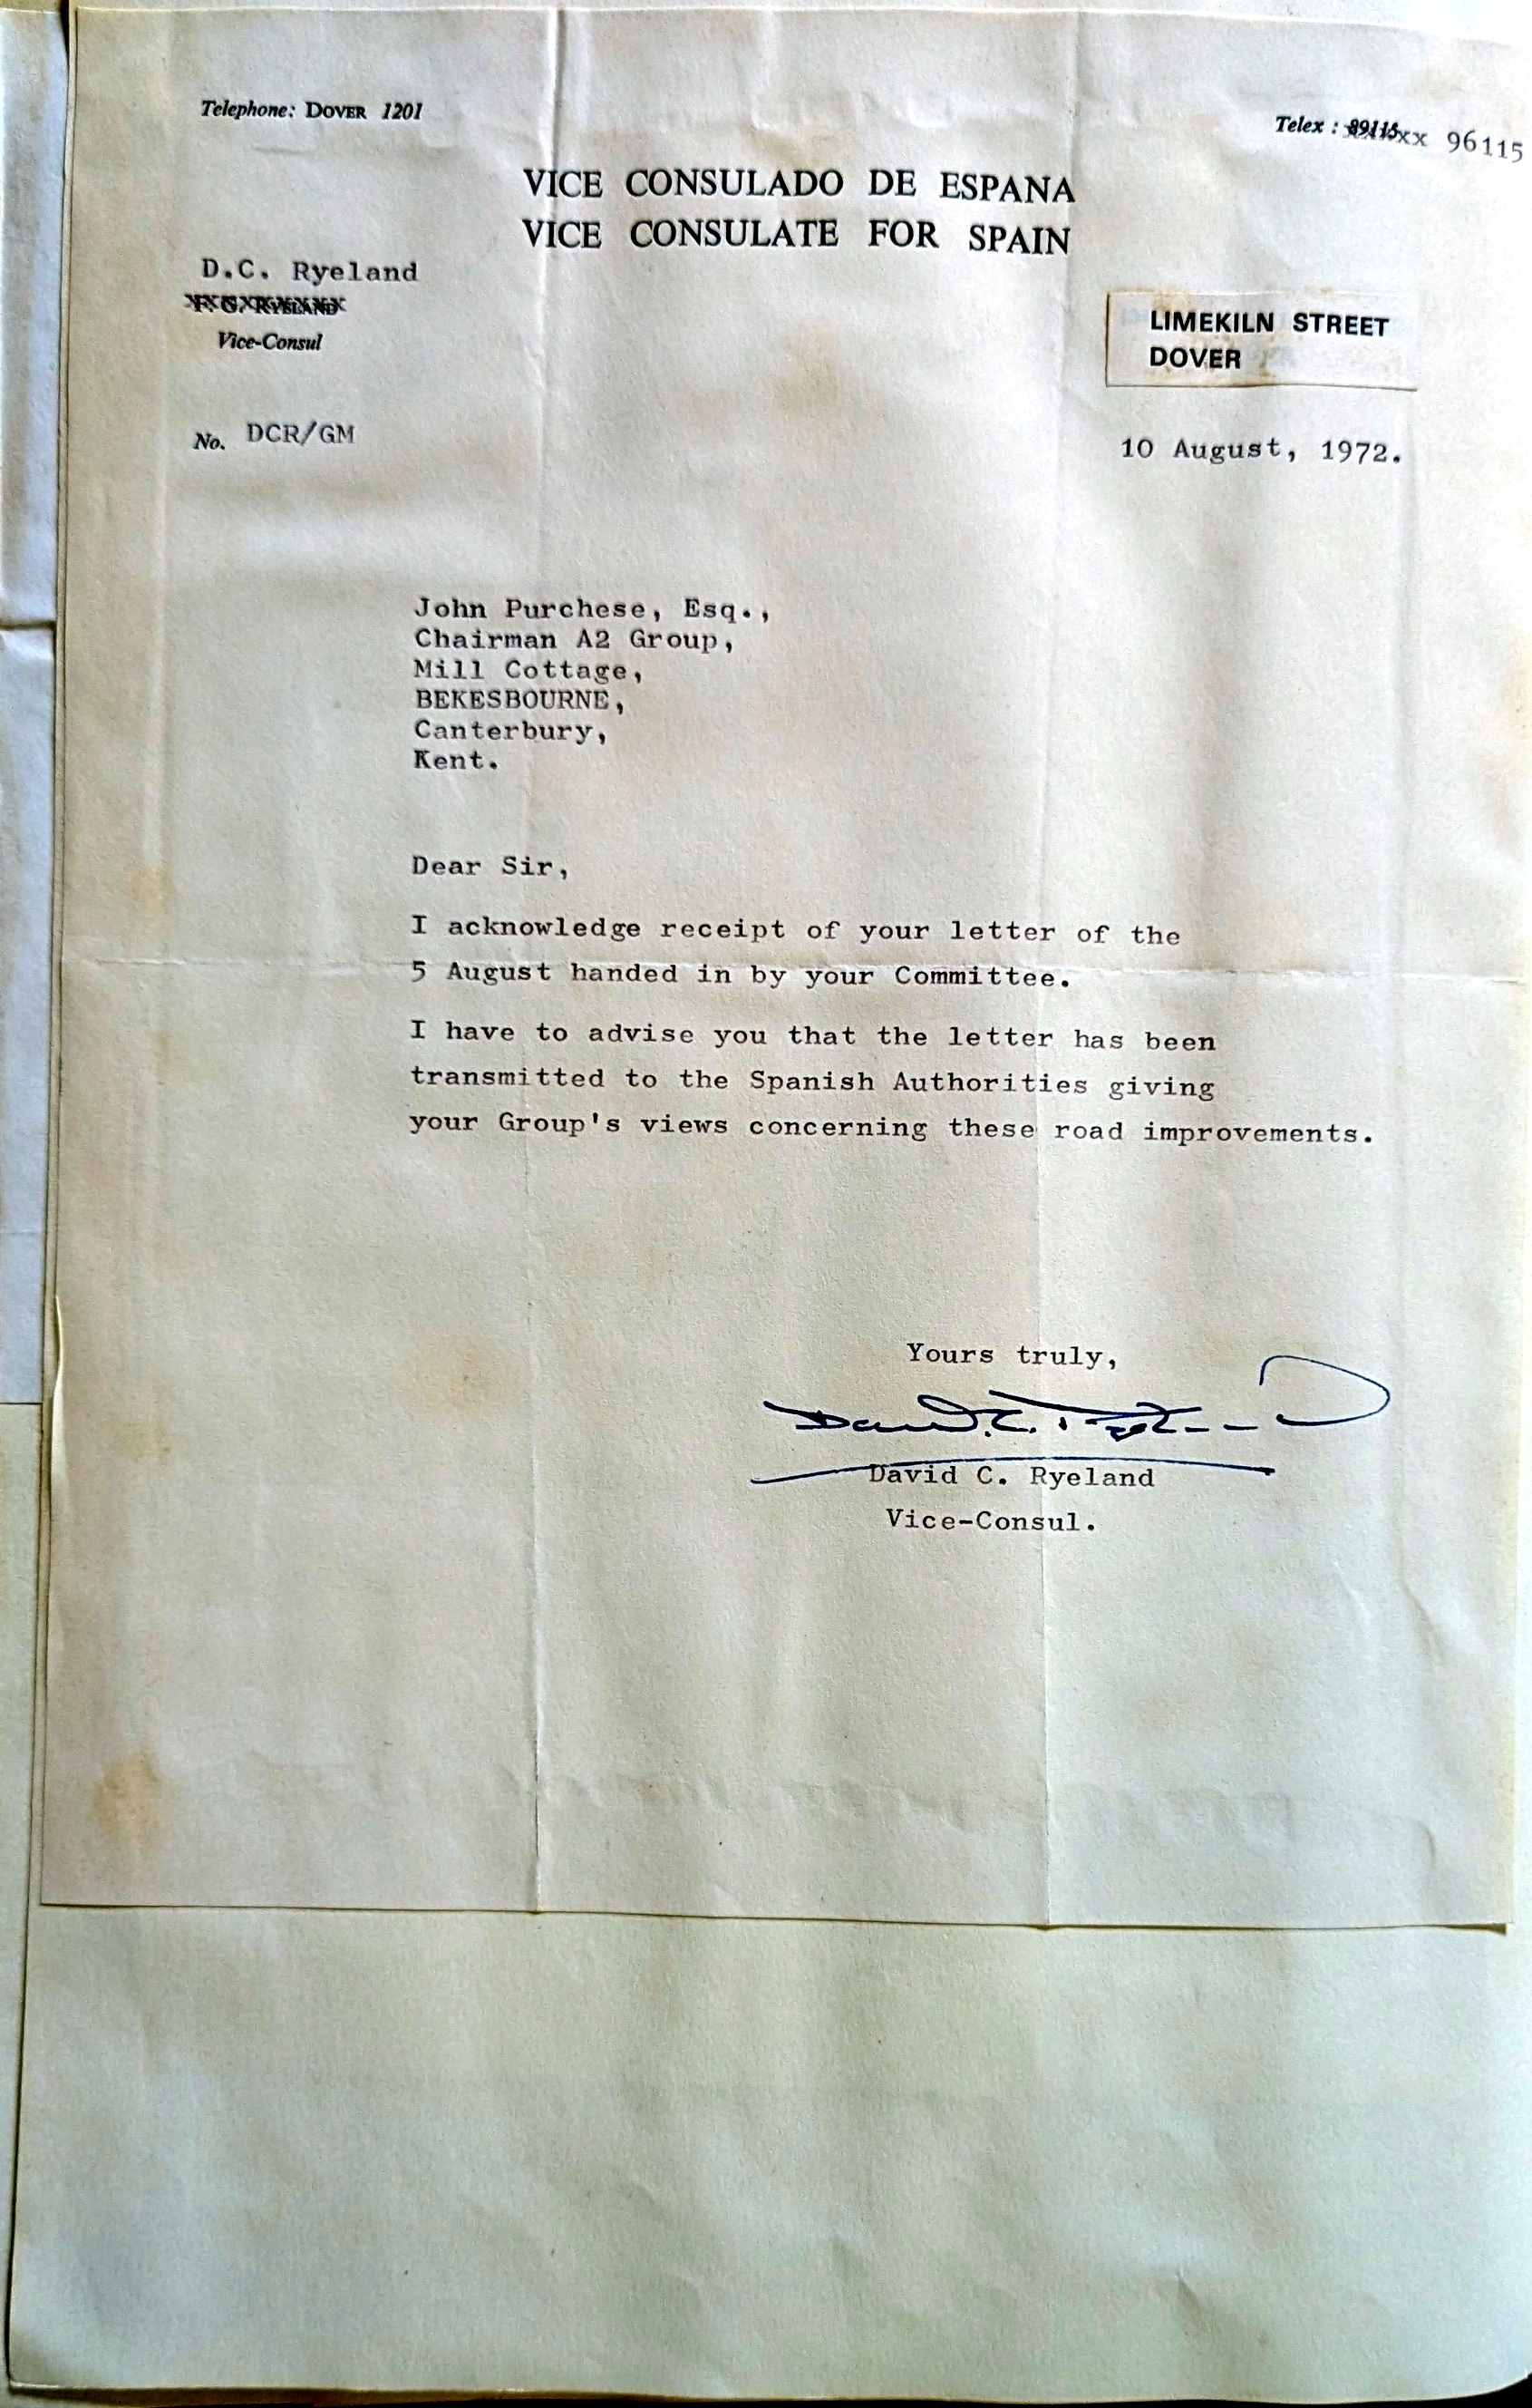 Telephone: DOVER 1201
Telex : 89115xx 96115
VICE CONSULADO DE ESPANA
VICE CONSULATE FOR SPAIN
D.C. Ryeland
F. G. RYELAND
Vice-Consul
LIMEKILN STREET
DOVER
No. DCR/GM
10 August, 1972.
John Purchese, Esq.,
Chairman A2 Group,
Mill Cottage,
BEKESBOURNE,
Canterbury,
Kent.
Dear Sir,
I acknowledge receipt of your letter of the
5 August handed in by your Committee.
I have to advise you that the letter has been
transmitted to the Spanish Authorities giving
your Group's views concerning these road improvements.
Yours truly,
David C. Ryeland
David C. Ryeland
Vice-Consul.